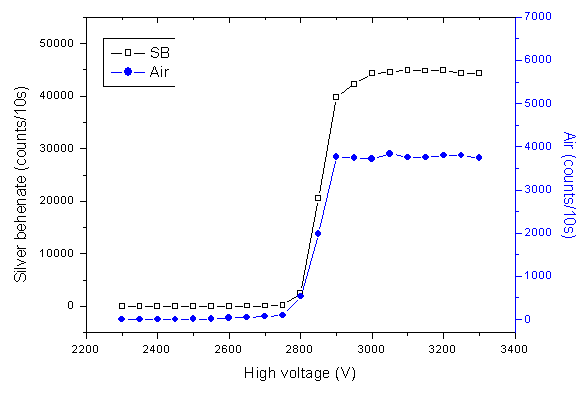 SB
Air
50000
40000
30000
20000
10000
0
Silver behenate (counts/10s)
7000
6000
5000
4000
3000
2000
1000
0
Air (counts/10s)
2200 2400 2600 2800 3000 3200 3400
High voltage (V)